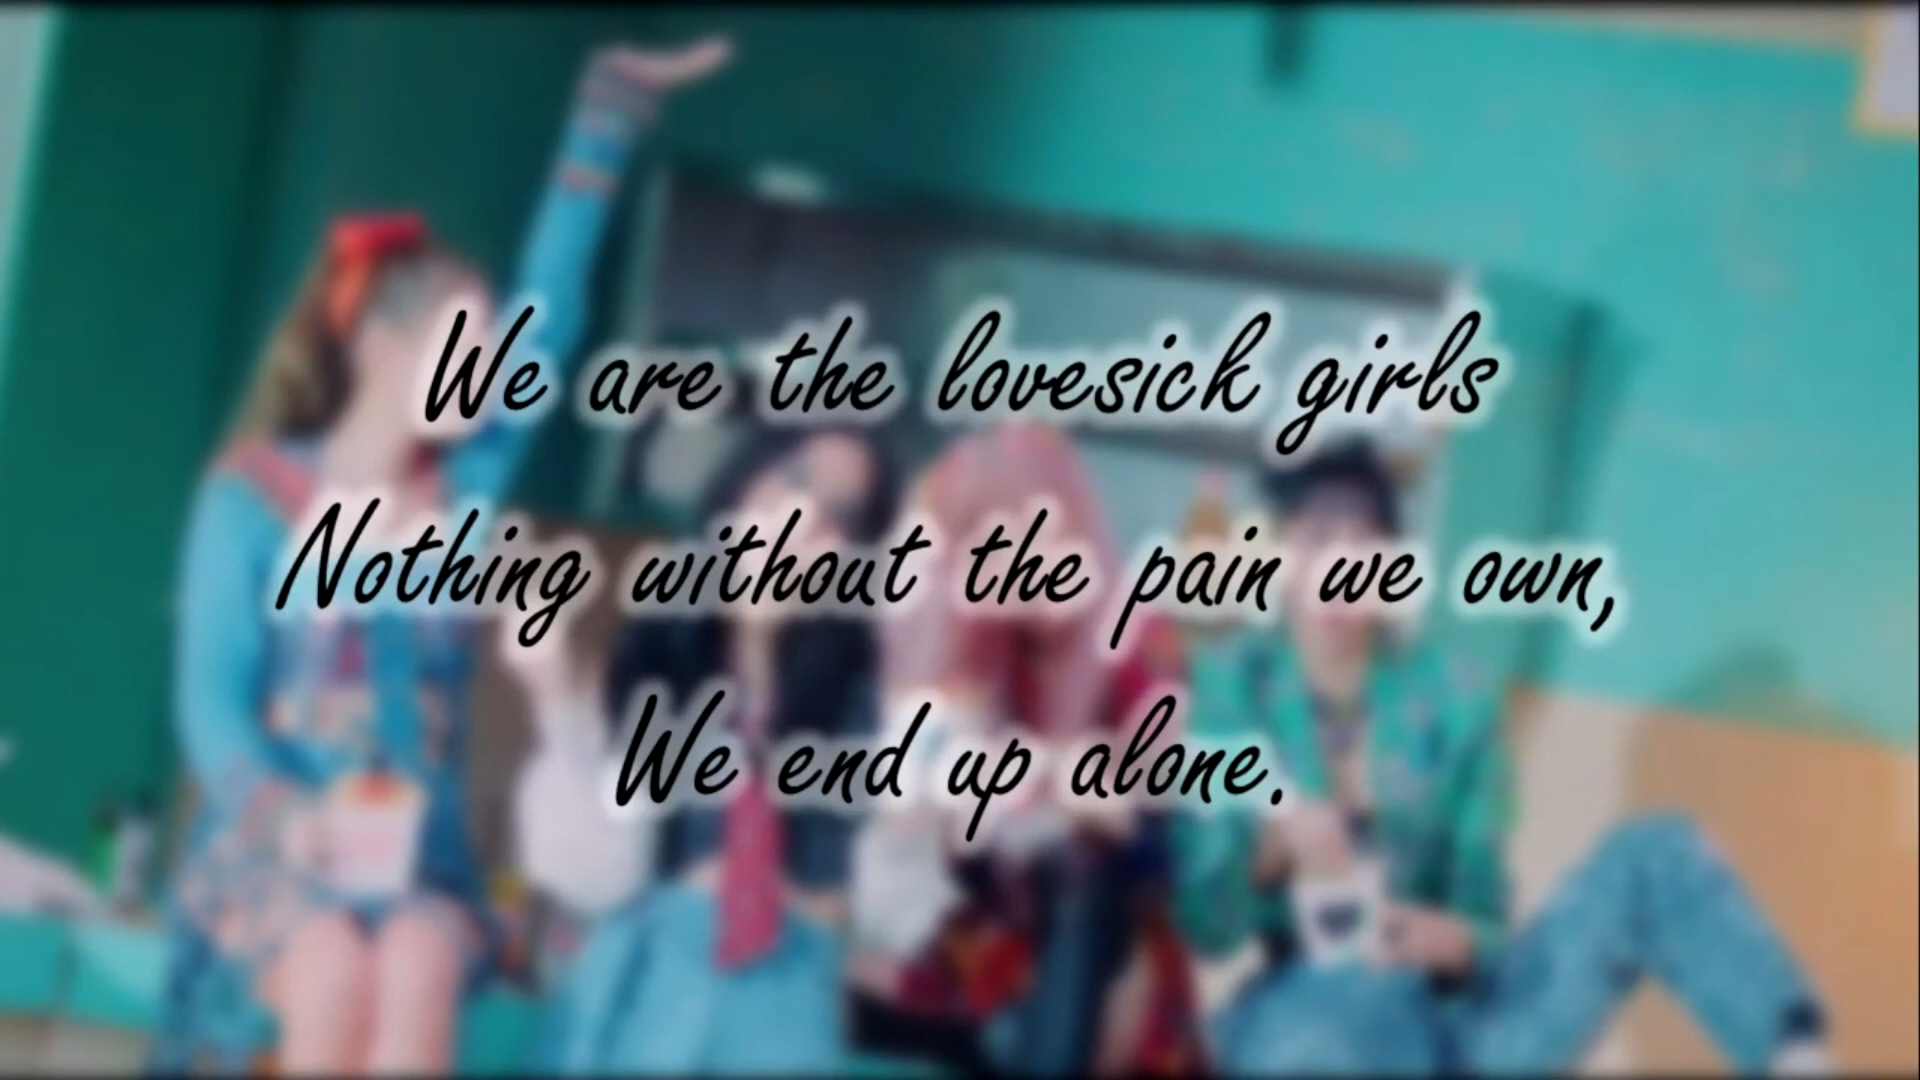 We are the lovesick girls
Nothing without the pain we own,
We end up alone.